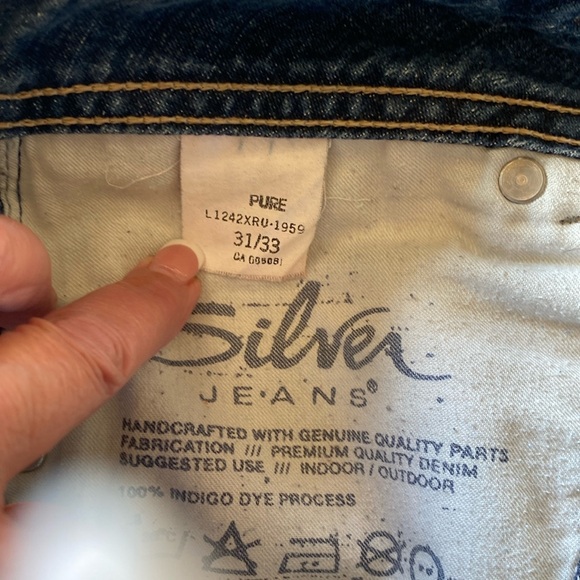 PURE
L1242XRU-1959
31/33
CA 09808
Silver
JEANS®
HANDCRAFTED WITH GENUINE QUALITY PARTS
FABRICATION /// PREMIUM QUALITY DENIM
SUGGESTED USE /// INDOOR / OUTDOOR
100% INDIGO DYE PROCESS